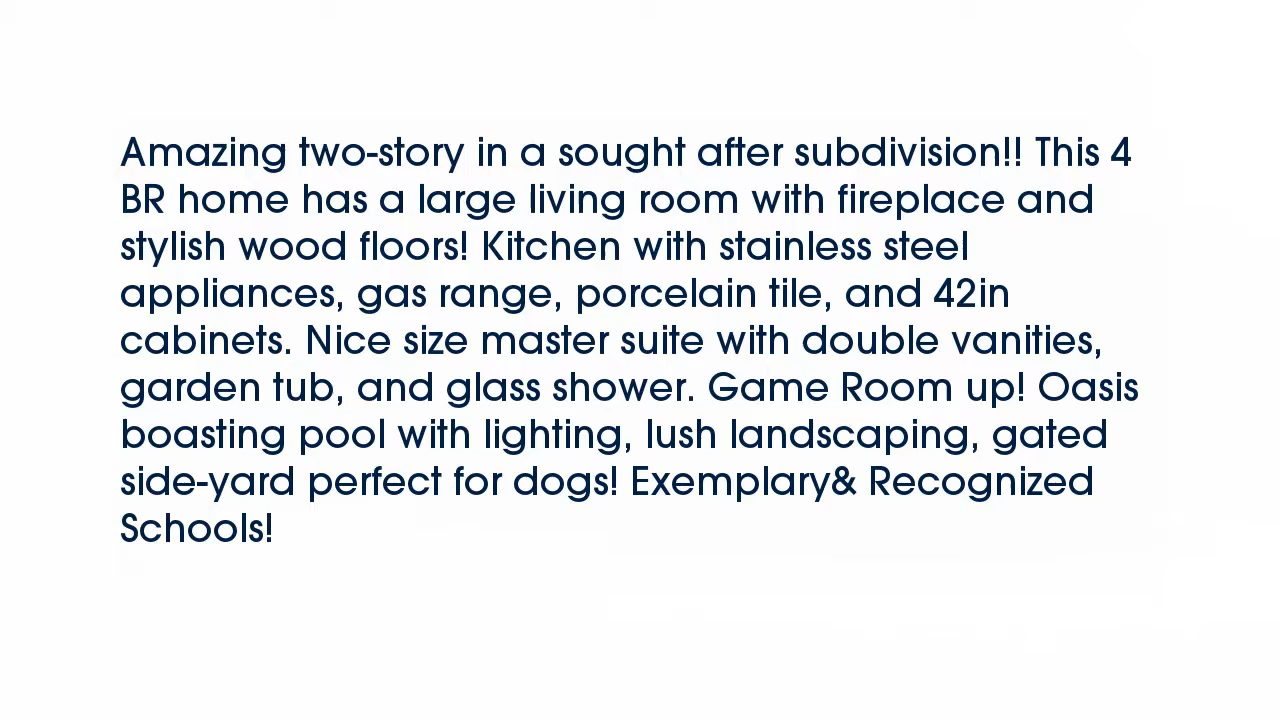 Amazing two-story in a sought after subdivision!! This 4
BR home has a large living room with fireplace and
stylish wood floors! Kitchen with stainless steel
appliances, gas range, porcelain tile, and 42in
cabinets. Nice size master suite with double vanities,
garden tub, and glass shower. Game Room up! Oasis
boasting pool with lighting, lush landscaping, gated
side-yard perfect for dogs! Exemplary& Recognized
Schools!